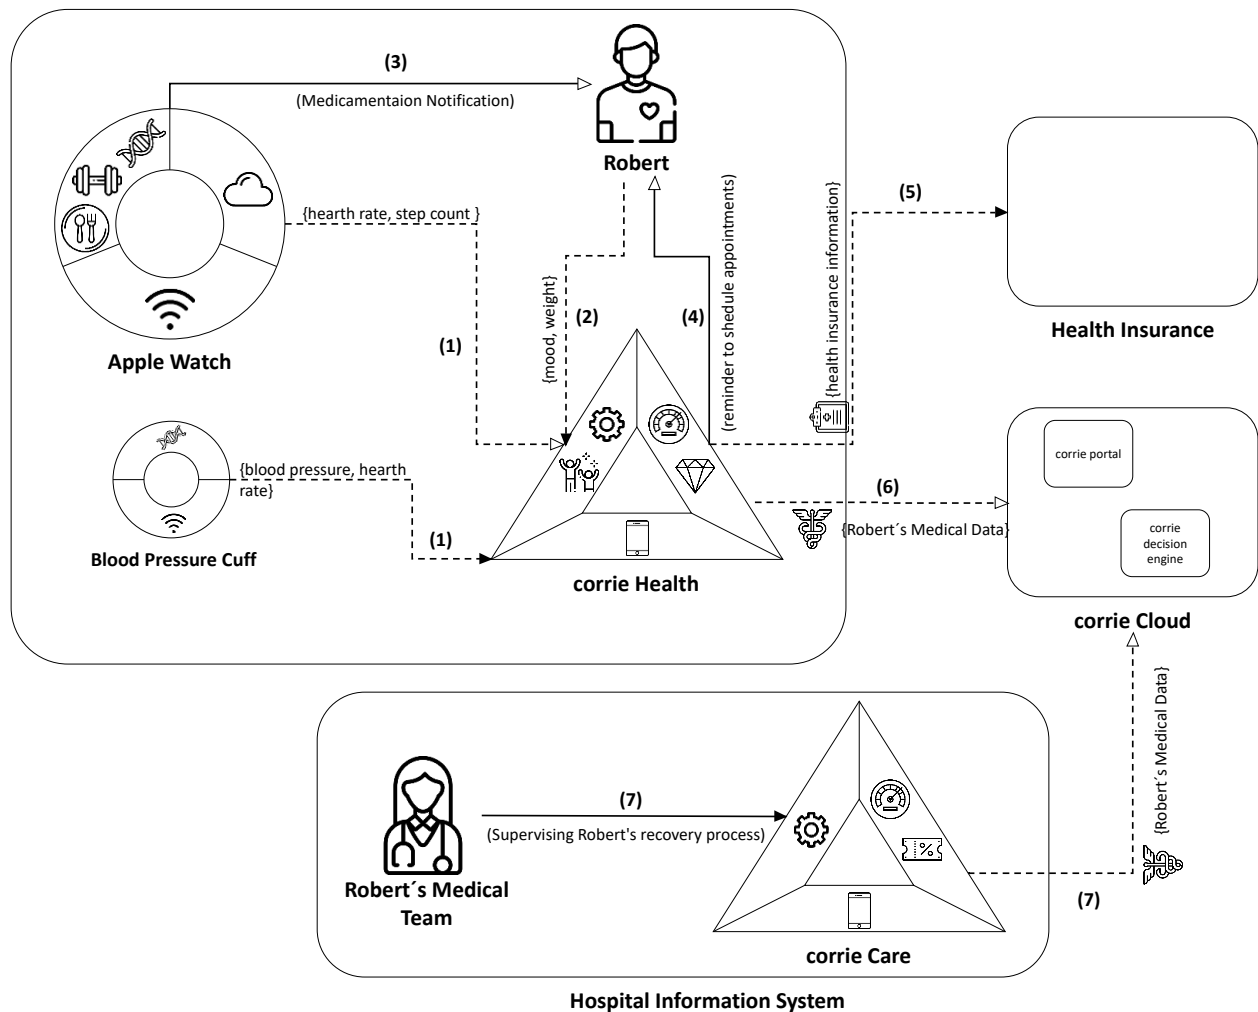 (3)
(Medicamentaion Notification)
Robert
{hearth rate, step count }
Apple Watch
(1)
{mood, weight}
(2)
(4)
(reminder to shedule appointments)
{health insurance information}
(5)
Health Insurance
{blood pressure, hearth
rate}
(1)
Blood Pressure Cuff
corrie Health
(6)
{Robert´s Medical Data}
corrie portal
corrie
decision
engine
corrie Cloud
(7)
(Supervising Robert's recovery process)
Robert´s Medical
Team
%
corrie Care
(7)
{Robert´s Medical Data}
Hospital Information System